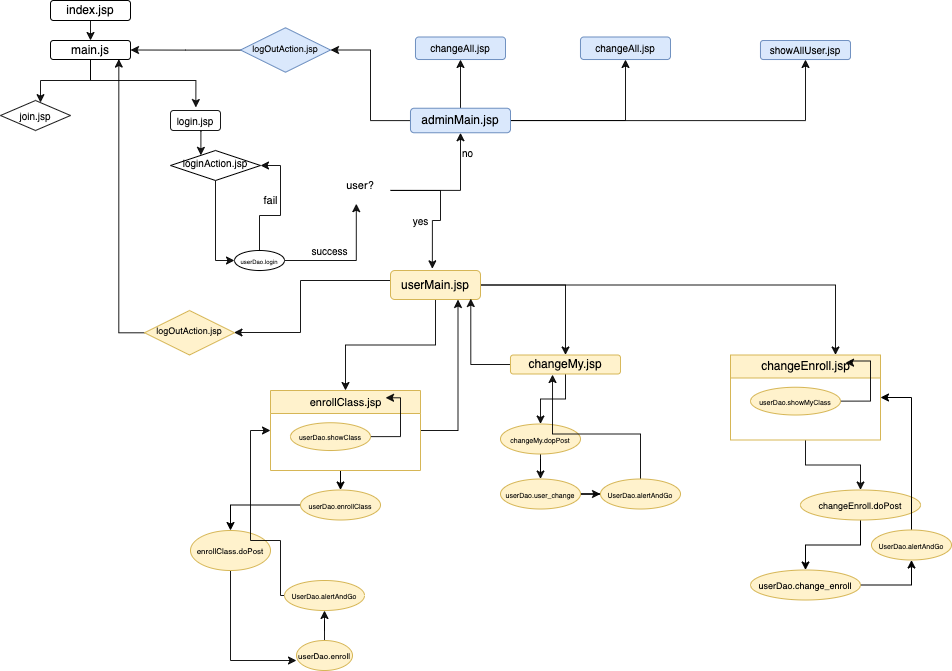 index.jsp
main.js
logOutAction.jsp
changeAll.jsp
changeAll.jsp
showAllUser.jsp
join.jsp
login.jsp
adminMain.jsp
no
loginAction.jsp
user?
fail
yes
success
userDao.login
userMain.jsp
logOutAction.jsp
changeMy.jsp
changeEnroll.jsp
enrollClass.jsp
userDao.showMyClass
userDao.showClass
changeMy.dopPost
userDao.user_change
UserDao.alertAndGo
userDao.enrollClass
changeEnroll.doPost
enrollClass.doPost
UserDao.alertAndGo
userDao.change_enroll
UserDao.alertAndGo
userDao.enroll